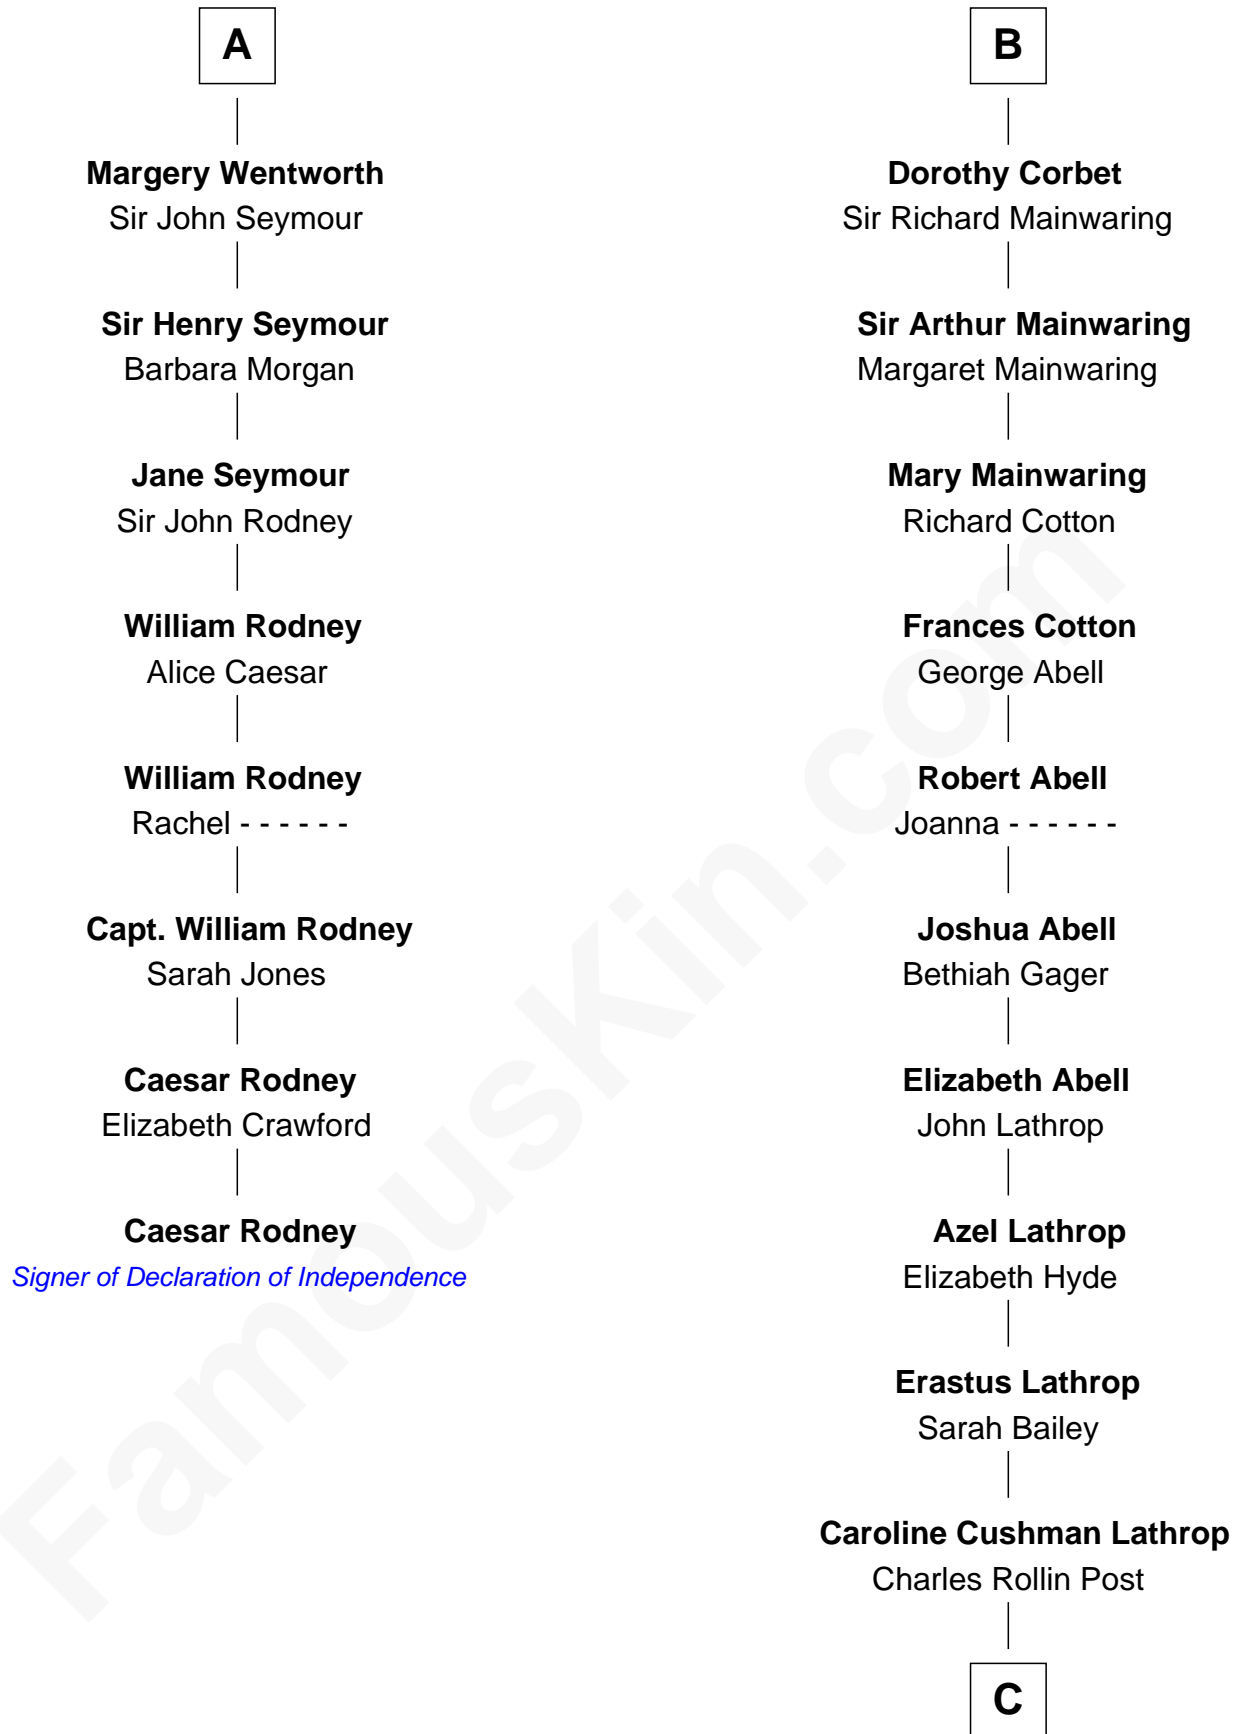 A
Margery Wentworth
Sir John Seymour
Sir Henry Seymour
Barbara Morgan
Jane Seymour
Sir John Rodney
William Rodney
Alice Caesar
William Rodney
Rachel - - - - - -
Capt. William Rodney
Sarah Jones
Caesar Rodney
Elizabeth Crawford
Caesar Rodney
Signer of Declaration of Independence
B
Dorothy Corbet
Sir Richard Mainwaring
Sir Arthur Mainwaring
Margaret Mainwaring
Mary Mainwaring
Richard Cotton
Frances Cotton
George Abell
Robert Abell
Joanna - - - - - -
Joshua Abell
Bethiah Gager
Elizabeth Abell
John Lathrop
Azel Lathrop
Elizabeth Hyde
Erastus Lathrop
Sarah Bailey
Caroline Cushman Lathrop
Charles Rollin Post
C
FamousKin.com